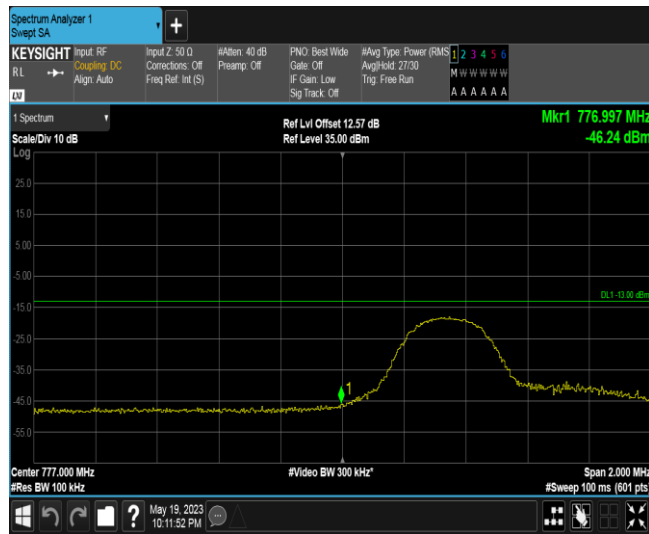 Spectrum Analyzer 1
Swept SA
KEYSIGHT
RL
LXI
Input: RF
Coupling: DC
Align: Auto
Input Z: 50 Ω
Corrections: Off
Freq Ref: Int (S)
#Atten: 40 dB
Preamp: Off
PNO: Best Wide
Gate: Off
IF Gain: Low
Sig Track: Off
#Avg Type: Power (RMS
Avg|Hold: 27/30
Trig: Free Run
1 2 3 4 5 6
M W W W W W
A A A A A A
1 Spectrum
Scale/Div 10 dB
Ref Lvl Offset 12.57 dB
Ref Level 35.00 dBm
Mkr1 776.997 MHz
-46.24 dBm
Log
25.0
15.0
5.00
-5.00
DL1 -13.00 dBm
-15.0
-25.0
-35.0
1
-45.0
-55.0
Center 777.000 MHz
#Video BW 300 kHz*
Span 2.000 MHz
#Res BW 100 kHz
#Sweep 100 ms (601 pts)
?
May 19, 2023
10:11:52 PM